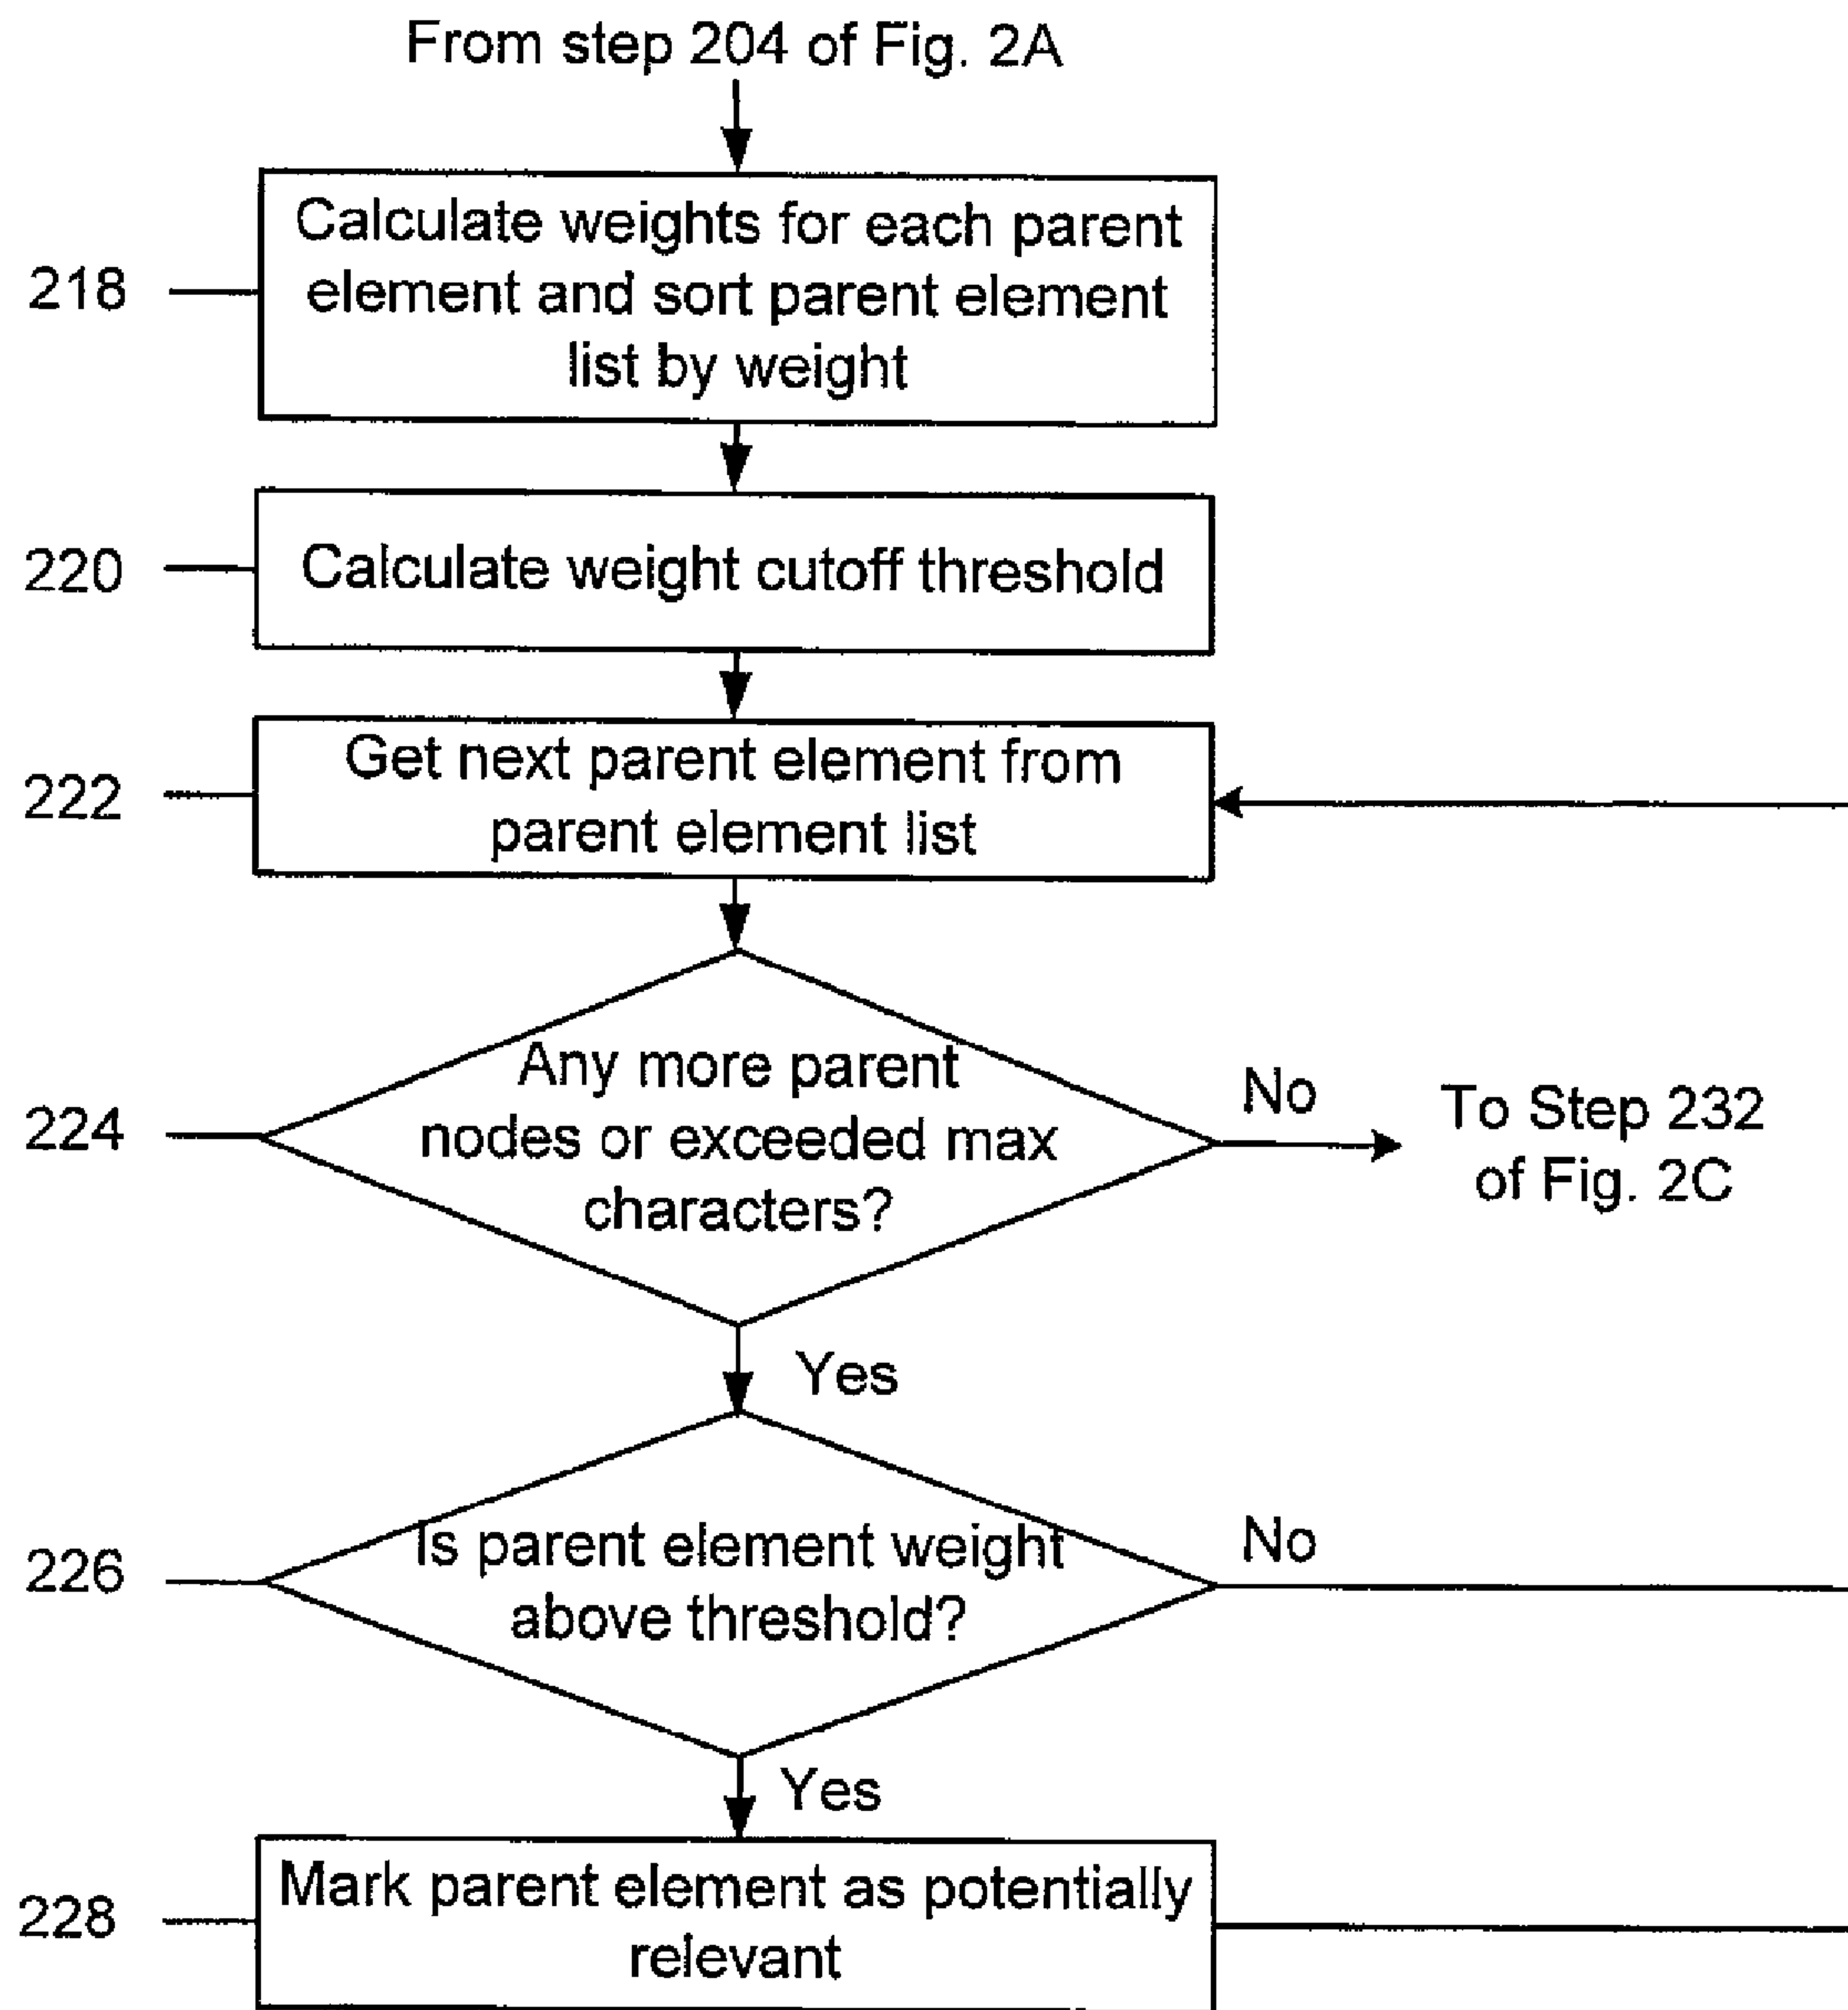 From step 204 of Fig. 2A
218
Calculate weights for each parent
element and sort parent element
list by weight
220
Calculate weight cutoff threshold
222
Get next parent element from
parent element list
224
Any more parent
nodes or exceeded max
characters?
No
To Step 232
of Fig. 2C
Yes
226
Is parent element weight
above threshold?
No
Yes
228
Mark parent element as potentially
relevant